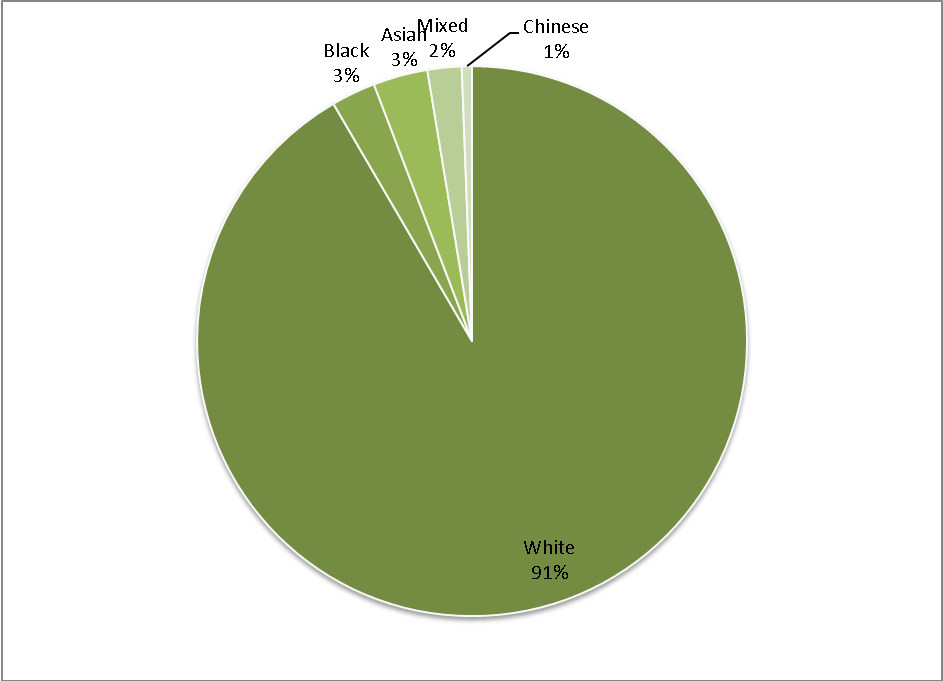 Black
3%
Asian
3%
Mixed
2%
Chinese
1%
White
91%